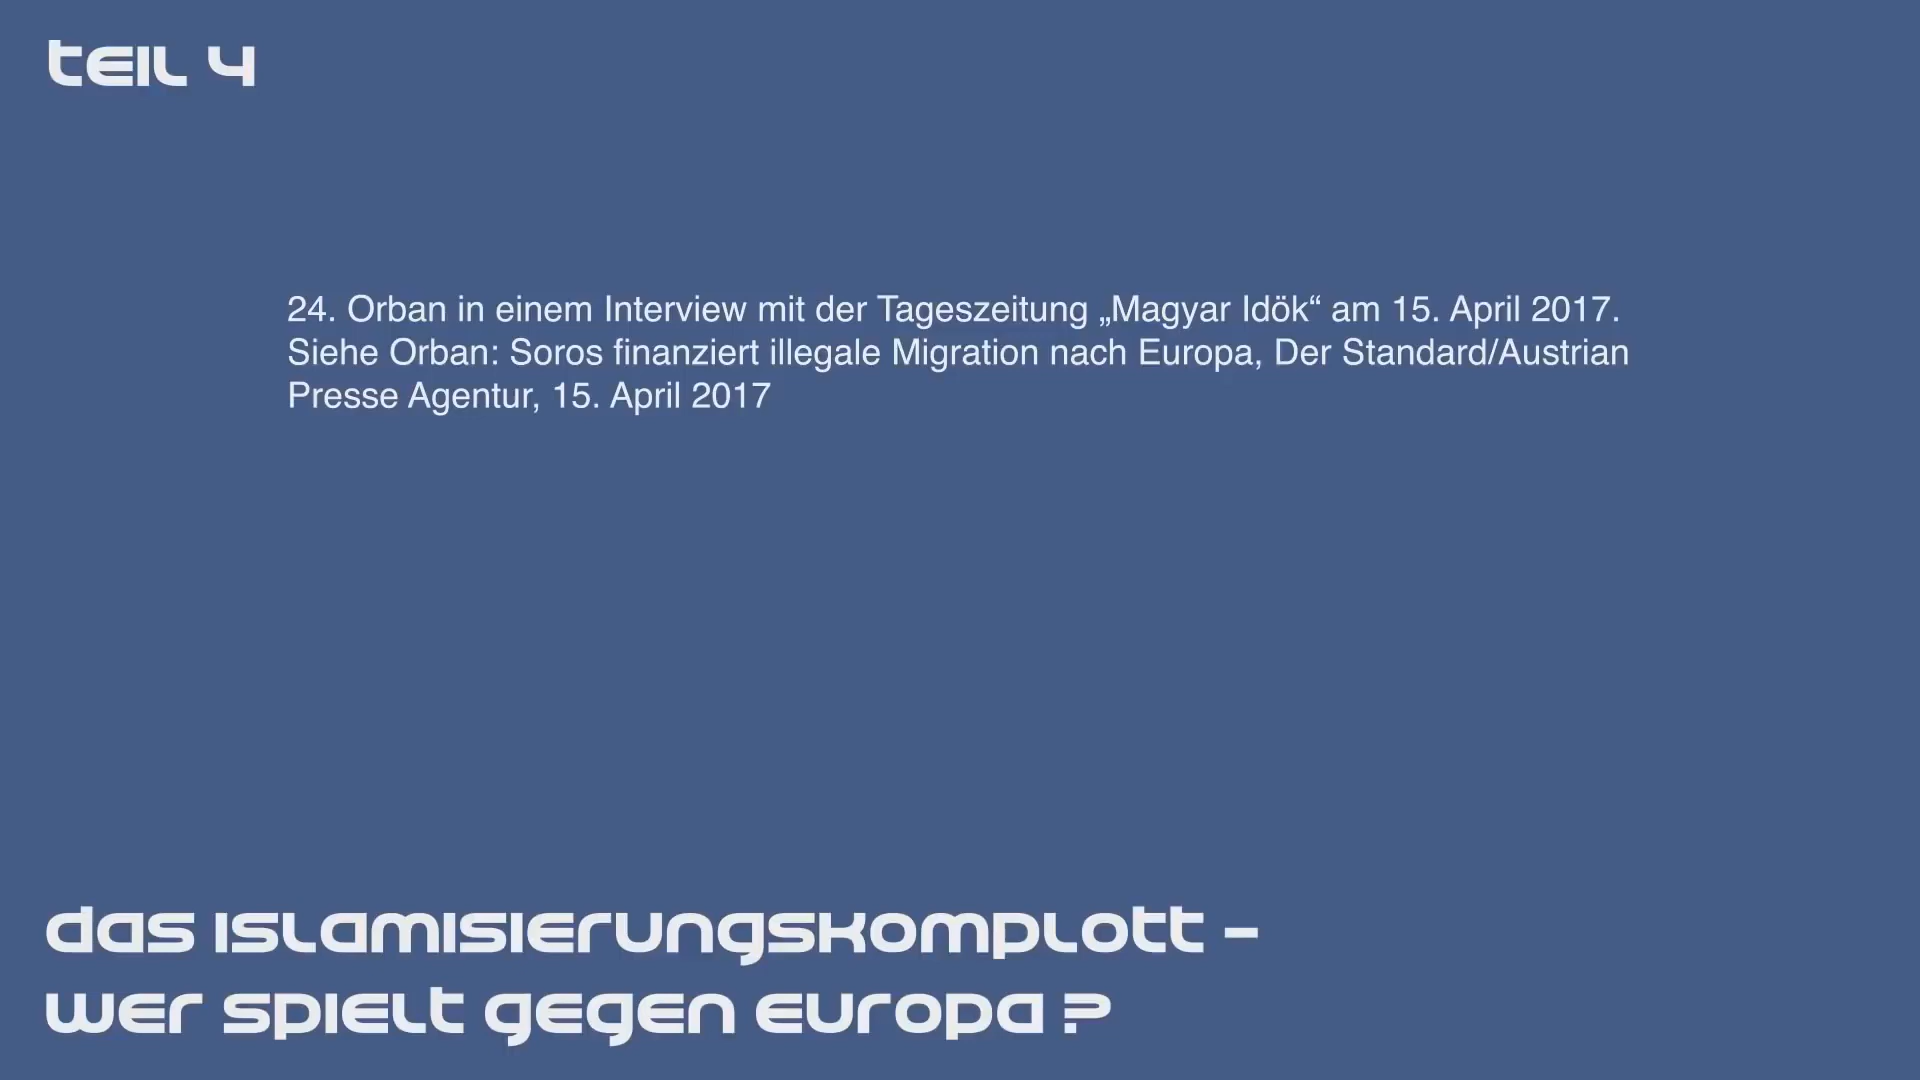 Teil 4
24. Orban in einem Interview mit der Tageszeitung „Magyar Idök“ am 15. April 2017.
Siehe Orban: Soros finanziert illegale Migration nach Europa, Der Standard/Austrian
Presse Agentur, 15. April 2017
Das Islamisierungskomplott –
Wer spielt gegen Europa ?